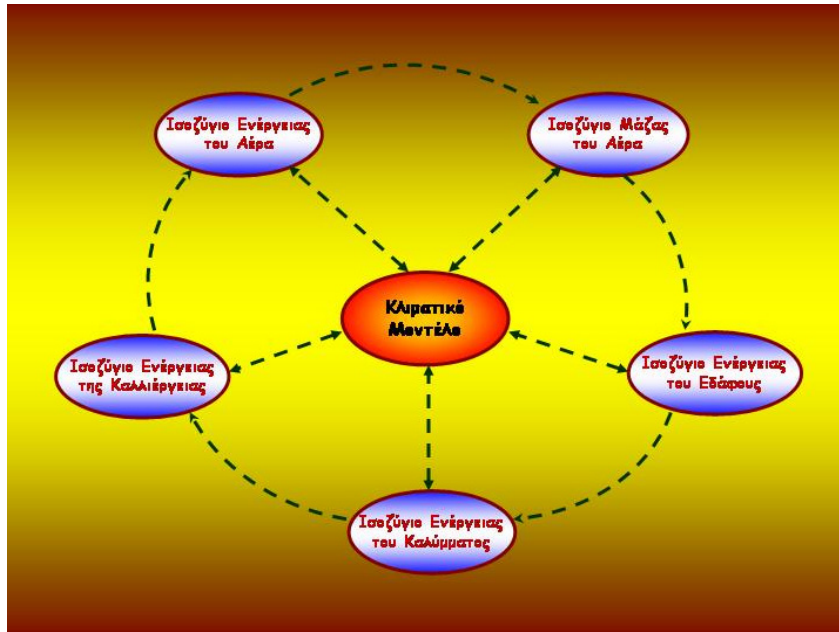 Ισοζύγιο Ενέργειας
του Αέρα
Ισοζύγιο Μάζας
του Αέρα
Κλιματικό
Μοντέλο
Ισοζύγιο Ενέργειας
της Καλλιέργειας
Ισοζύγιο Ενέργειας
του Εδάφους
Ισοζύγιο Ενέργειας
του Καλύμματος